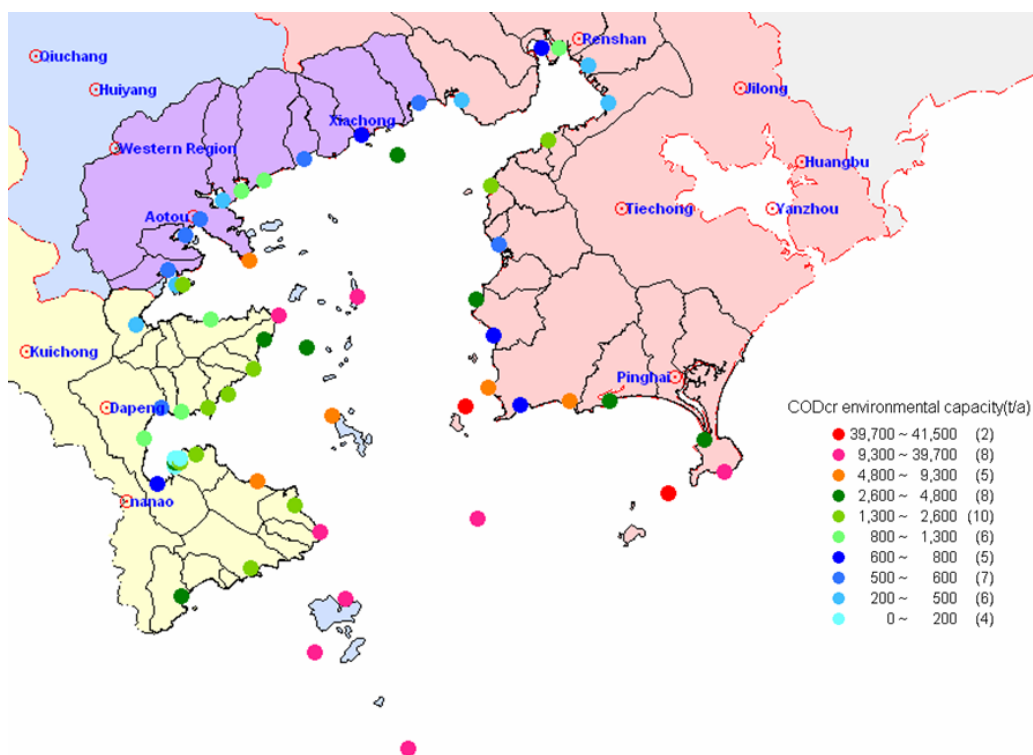 Renshan
Qiuchang
Huiyang
Jilong
Xiachong
Western Region
Huangbu
Aotou
Tiechong
Yanzhou
Kuichong
Pinghai
Dapeng
nanao
CODcr environmental capacity(t/a)
39,700 ~ 41,500 (2)
9,300 ~ 39,700 (8)
4,800 ~ 9,300 (5)
2,600 ~ 4,800 (8)
1,300 ~ 2,600 (10)
800 ~ 1,300 (6)
600 ~ 800 (5)
500 ~ 600 (7)
200 ~ 500 (6)
0 ~ 200 (4)